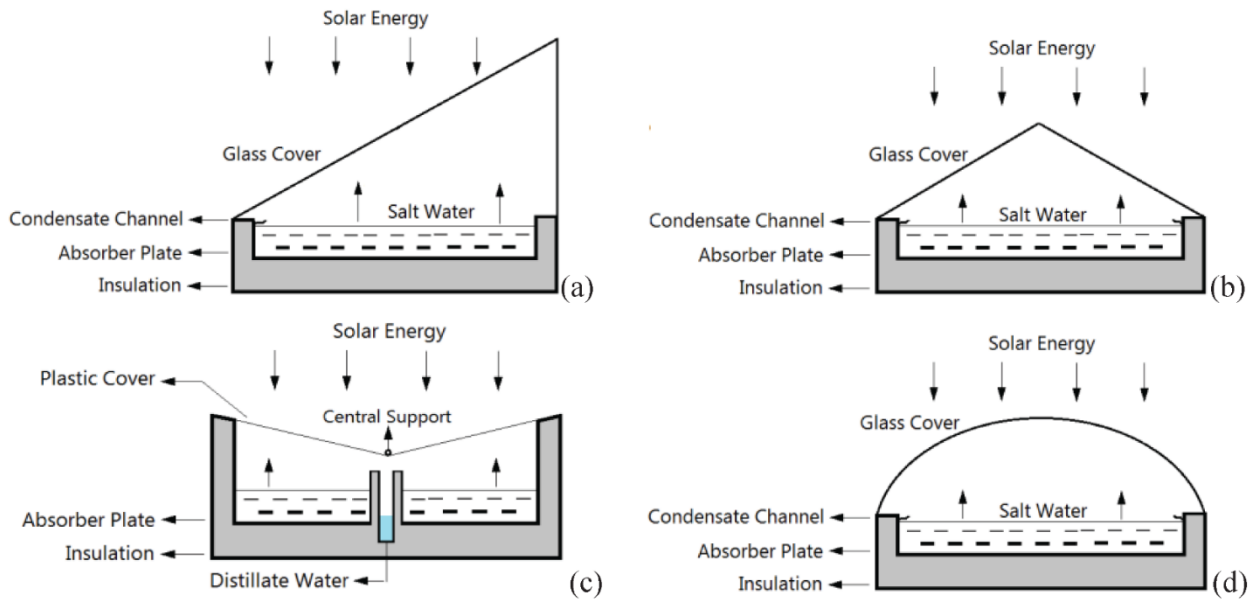 Solar Energy
Glass Cover
Salt Water
Condensate Channel
Absorber Plate
Insulation
(a)
Solar Energy
Glass Cover
Salt Water
Condensate Channel
Absorber Plate
Insulation
(b)
Solar Energy
Plastic Cover
Central Support
Absorber Plate
Insulation
Distillate Water
(c)
Solar Energy
Glass Cover
Salt Water
Condensate Channel
Absorber Plate
Insulation
(d)